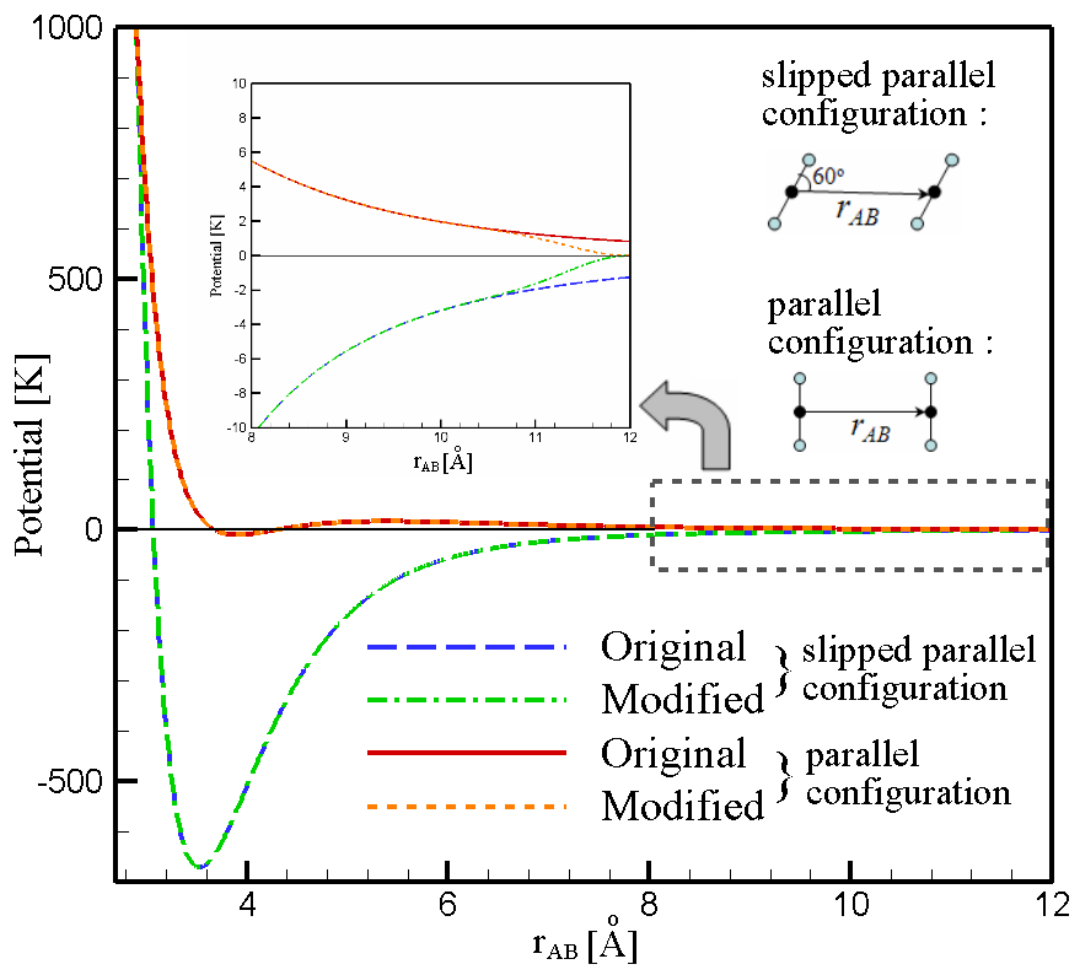 1000
500
0
-500
Potential [K]
4
6
8
10
12
r_AB [Å]
10
8
6
4
2
0
-2
-4
-6
-8
-10
Potential [K]
8
9
10
11
12
r_AB [Å]
slipped parallel
configuration :
60°
r_AB
parallel
configuration :
r_AB
Original
Modified
} slipped parallel
configuration
Original
Modified
} parallel
configuration